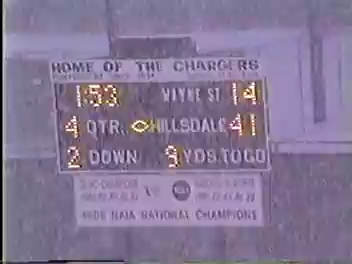 HOME OF THE CHARGERS
1:53 WAYNE ST. 14
4 QTR. HILLSDALE 41
2 DOWN 9 YDS.TO GO
NAIA NATIONAL CHAMPIONS